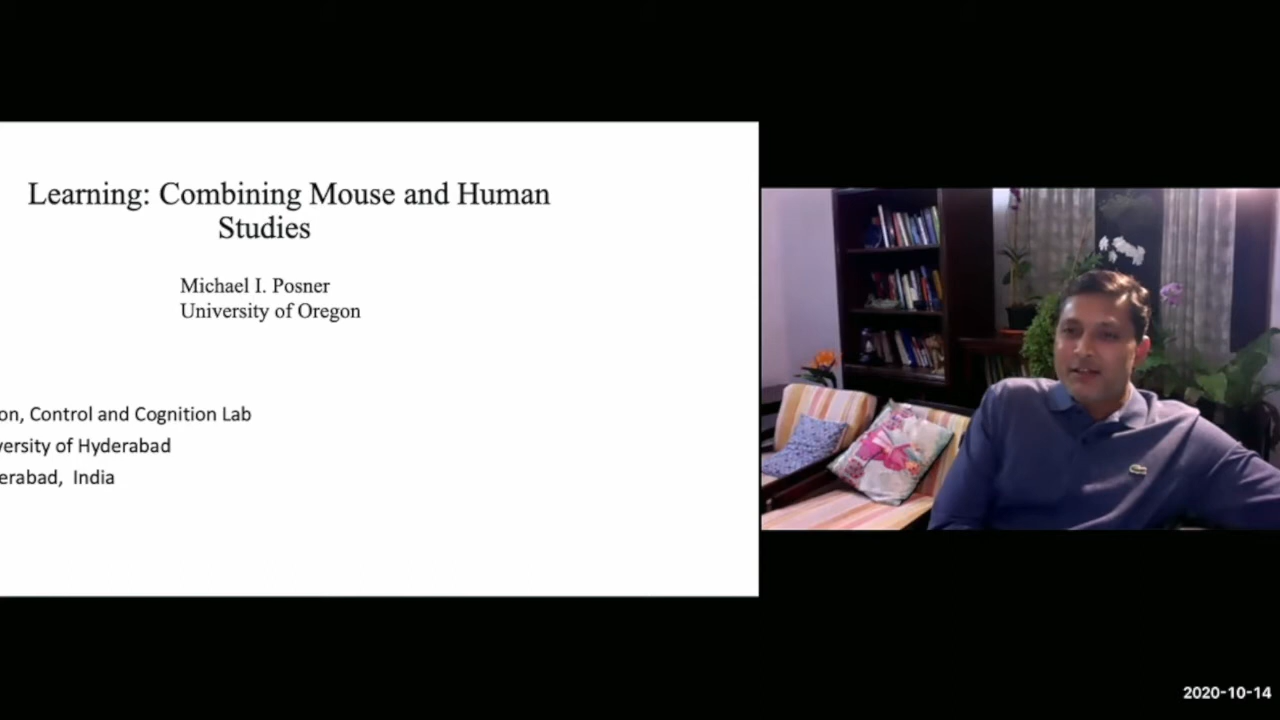 Learning: Combining Mouse and Human
Studies
Michael I. Posner
University of Oregon
on, Control and Cognition Lab
versity of Hyderabad
erabad, India
2020-10-14